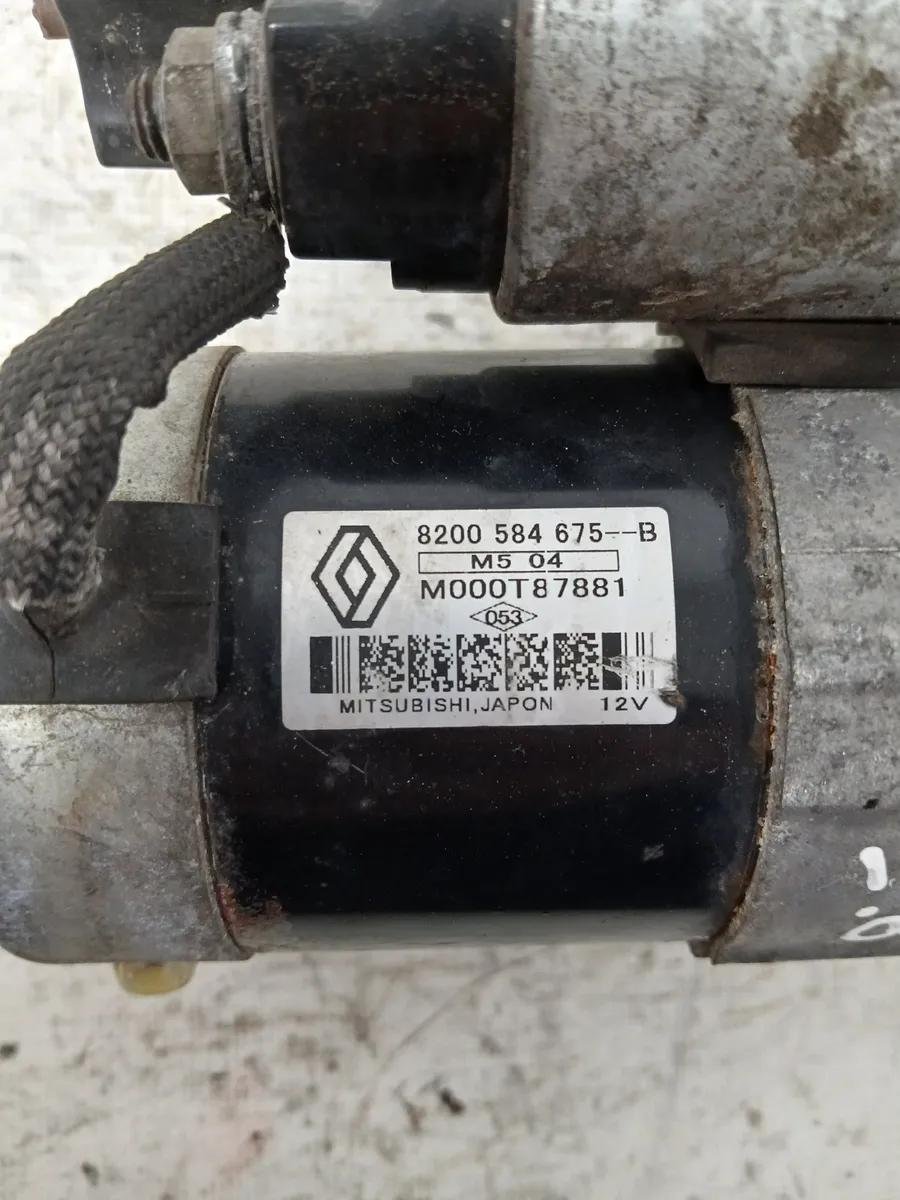 8200 584 675--B
M5 04
M000T87881
053
MITSUBISHI,JAPON 12V